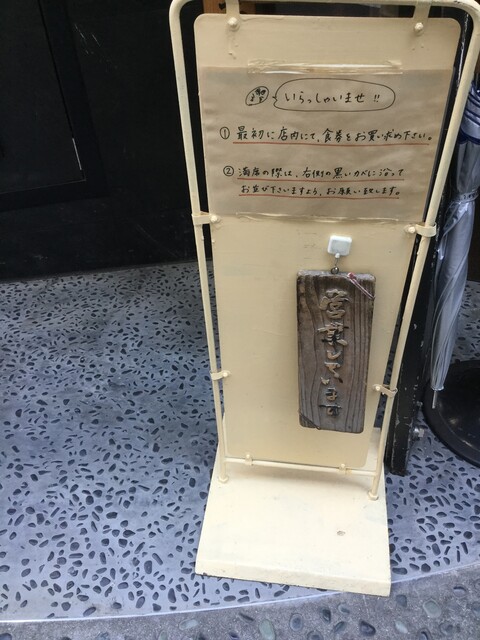 いらっしゃいませ!!
① 最初に店内にて、食券をお買い求め下さい。
② 満席の際は、右側の黒いカベに沿って
お並び下さいますよう、お願い致します。
営業しています